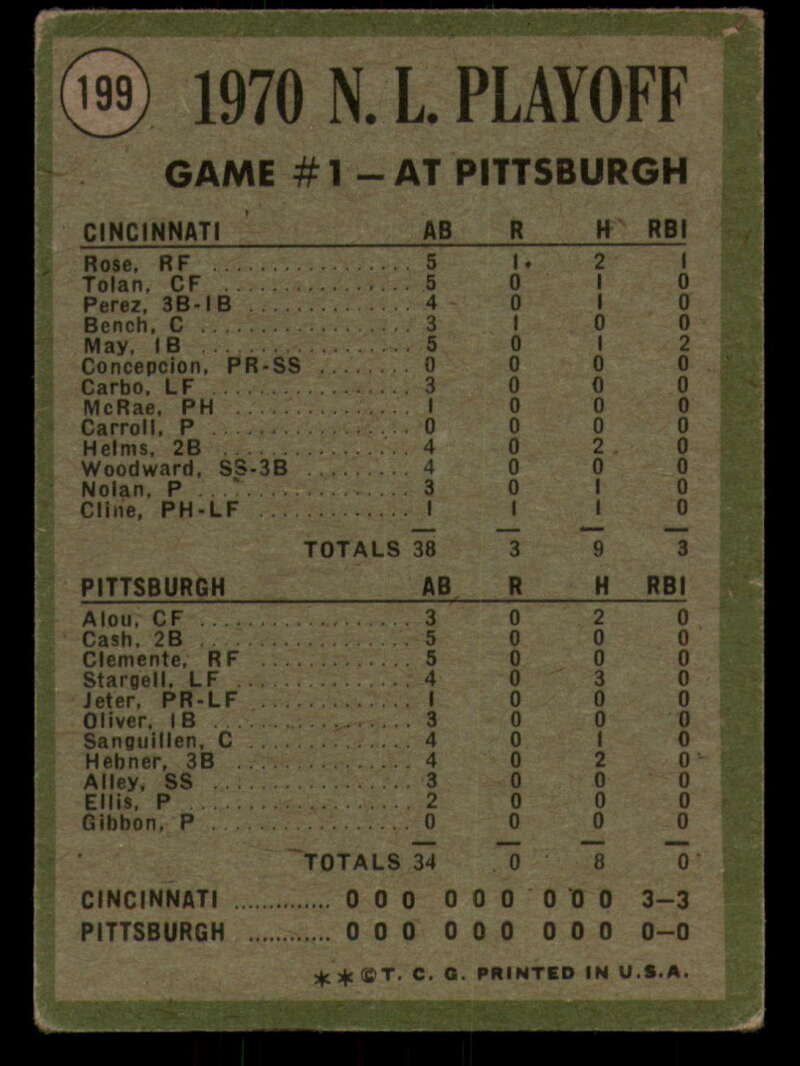 199 1970 N. L. PLAYOFF
GAME #1 – AT PITTSBURGH
CINCINNATI AB R H RBI
Rose, RF ................. 5 1 2 1
Tolan, CF ................ 5 0 1 0
Perez, 3B-1B .............. 4 0 1 0
Bench, C .................. 3 1 0 0
May, 1B .................. 5 0 1 2
Concepcion, PR-SS ........ 0 0 0 0
Carbo, LF ................. 3 0 0 0
McRae, PH ............... 1 0 0 0
Carroll, P ................. 0 0 0 0
Helms, 2B ................ 4 0 2 0
Woodward, SS-3B ......... 4 0 0 0
Nolan, P .................. 3 0 1 0
Cline, PH-LF ............. 1 1 1 0
TOTALS 38 3 9 3
PITTSBURGH AB R H RBI
Alou, CF .................. 3 0 2 0
Cash, 2B .................. 5 0 0 0
Clemente, RF ............. 5 0 0 0
Stargell, LF ............... 4 0 3 0
Jeter, PR-LF .............. 1 0 0 0
Oliver, 1B ................. 3 0 0 0
Sanguillen, C .............. 4 0 1 0
Hebner, 3B ............... 4 0 2 0
Alley, SS ................. 3 0 0 0
Ellis, P ................... 2 0 0 0
Gibbon, P ................. 0 0 0 0
TOTALS 34 0 8 0
CINCINNATI .............. 0 0 0 0 0 0 0 0 0 3–3
PITTSBURGH ............ 0 0 0 0 0 0 0 0 0 0–0
**©T. C. G. PRINTED IN U.S.A.